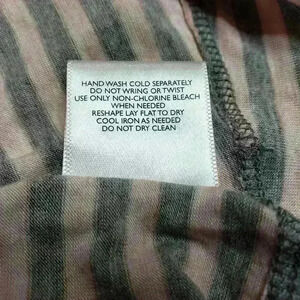 HAND WASH COLD SEPARATELY
DO NOT WRING OR TWIST
USE ONLY NON-CHLORINE BLEACH
WHEN NEEDED
RESHAPE LAY FLAT TO DRY
COOL IRON AS NEEDED
DO NOT DRY CLEAN